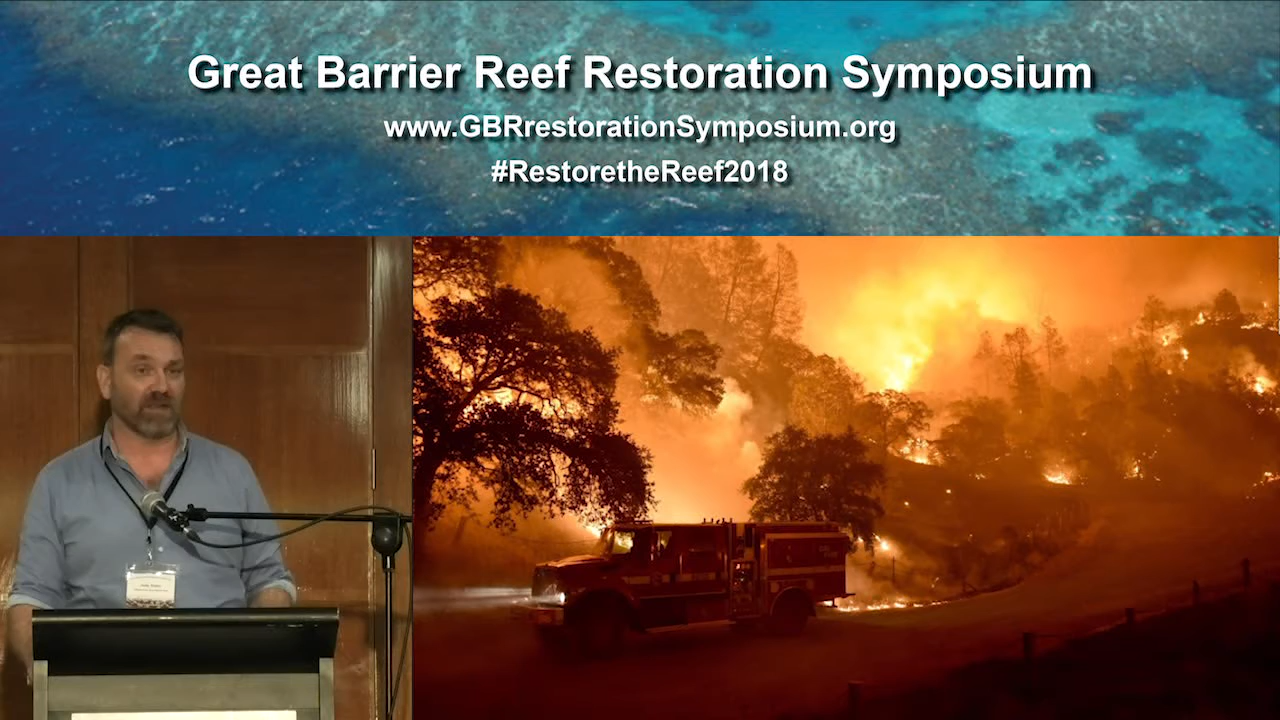 Great Barrier Reef Restoration Symposium
www.GBRrestorationSymposium.org
#RestoretheReef2018